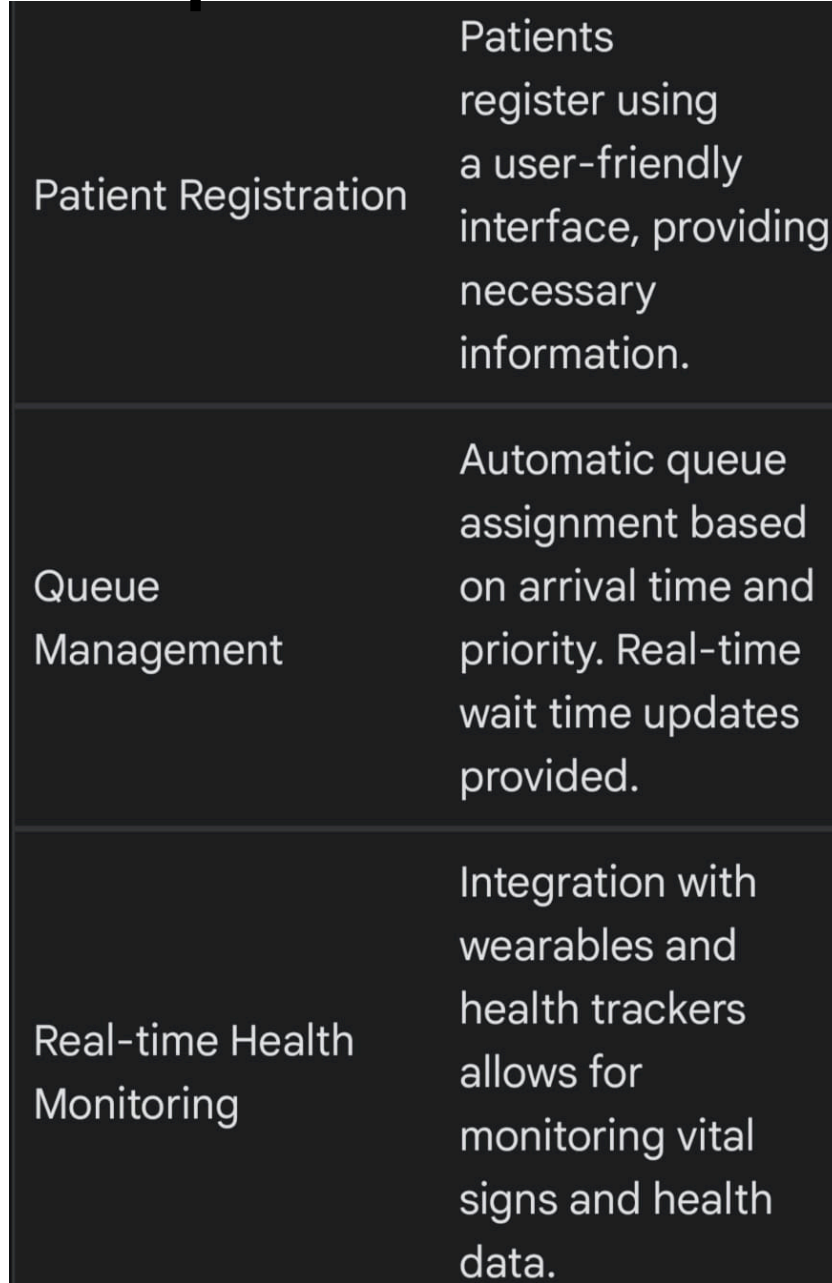 Patient Registration
Patients
register using
a user-friendly
interface, providing
necessary
information.
Queue
Management
Automatic queue
assignment based
on arrival time and
priority. Real-time
wait time updates
provided.
Real-time Health
Monitoring
Integration with
wearables and
health trackers
allows for
monitoring vital
signs and health
data.